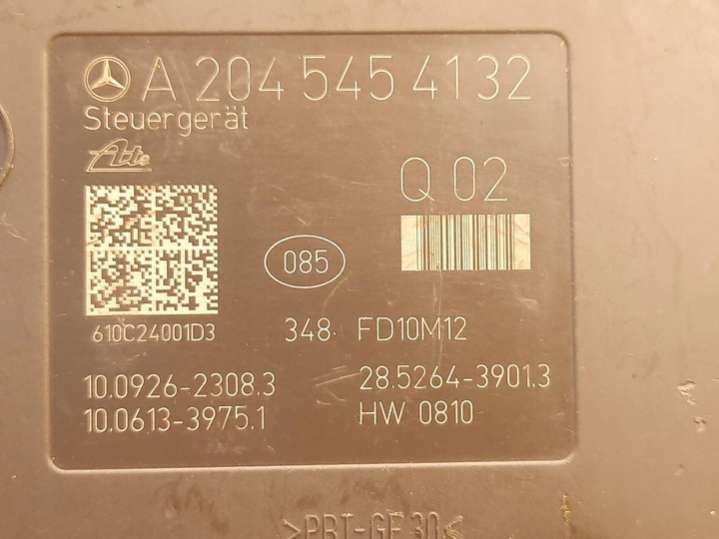 A 204 545 4132
Steuergerät
Ate
Q 02
085
610C24001D3
348 FD10M12
10.0926-2308.3
28.5264-3901.3
10.0613-3975.1
HW 0810
>PBT-GF30<